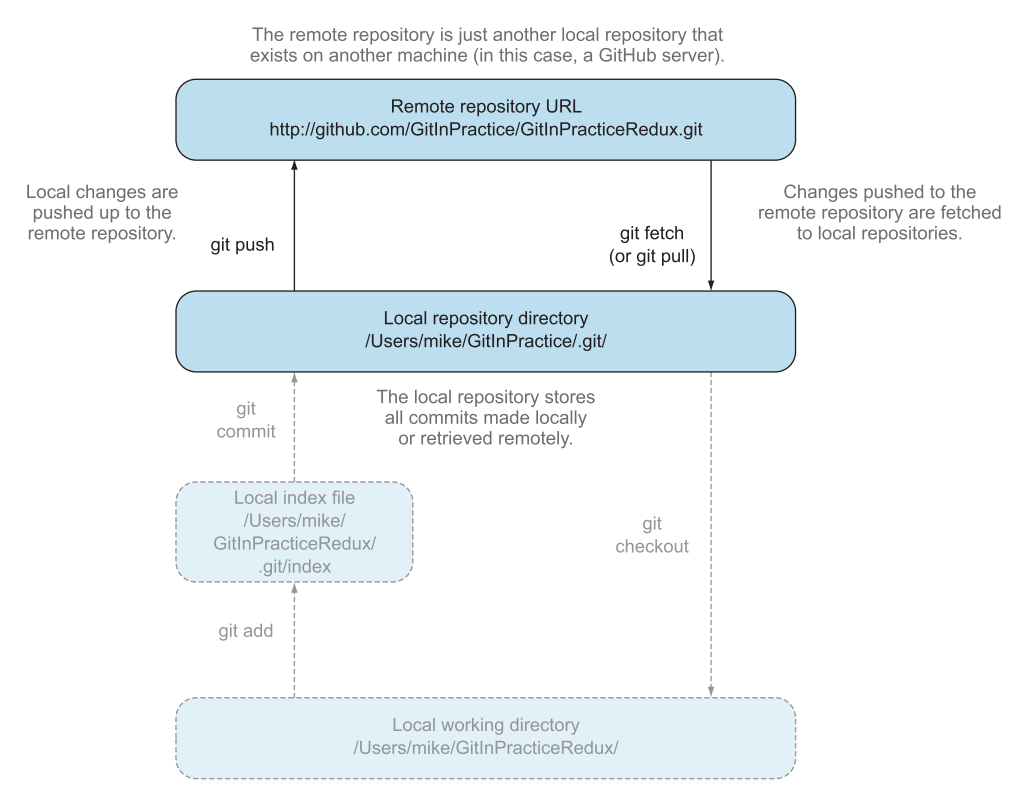 The remote repository is just another local repository that
exists on another machine (in this case, a GitHub server).
Remote repository URL
http://github.com/GitInPractice/GitInPracticeRedux.git
Local changes are
pushed up to the
remote repository.
git push
git fetch
(or git pull)
Changes pushed to the
remote repository are fetched
to local repositories.
Local repository directory
/Users/mike/GitInPractice/.git/
git
commit
The local repository stores
all commits made locally
or retrieved remotely.
Local index file
/Users/mike/
GitInPracticeRedux/
.git/index
git
checkout
git add
Local working directory
/Users/mike/GitInPracticeRedux/